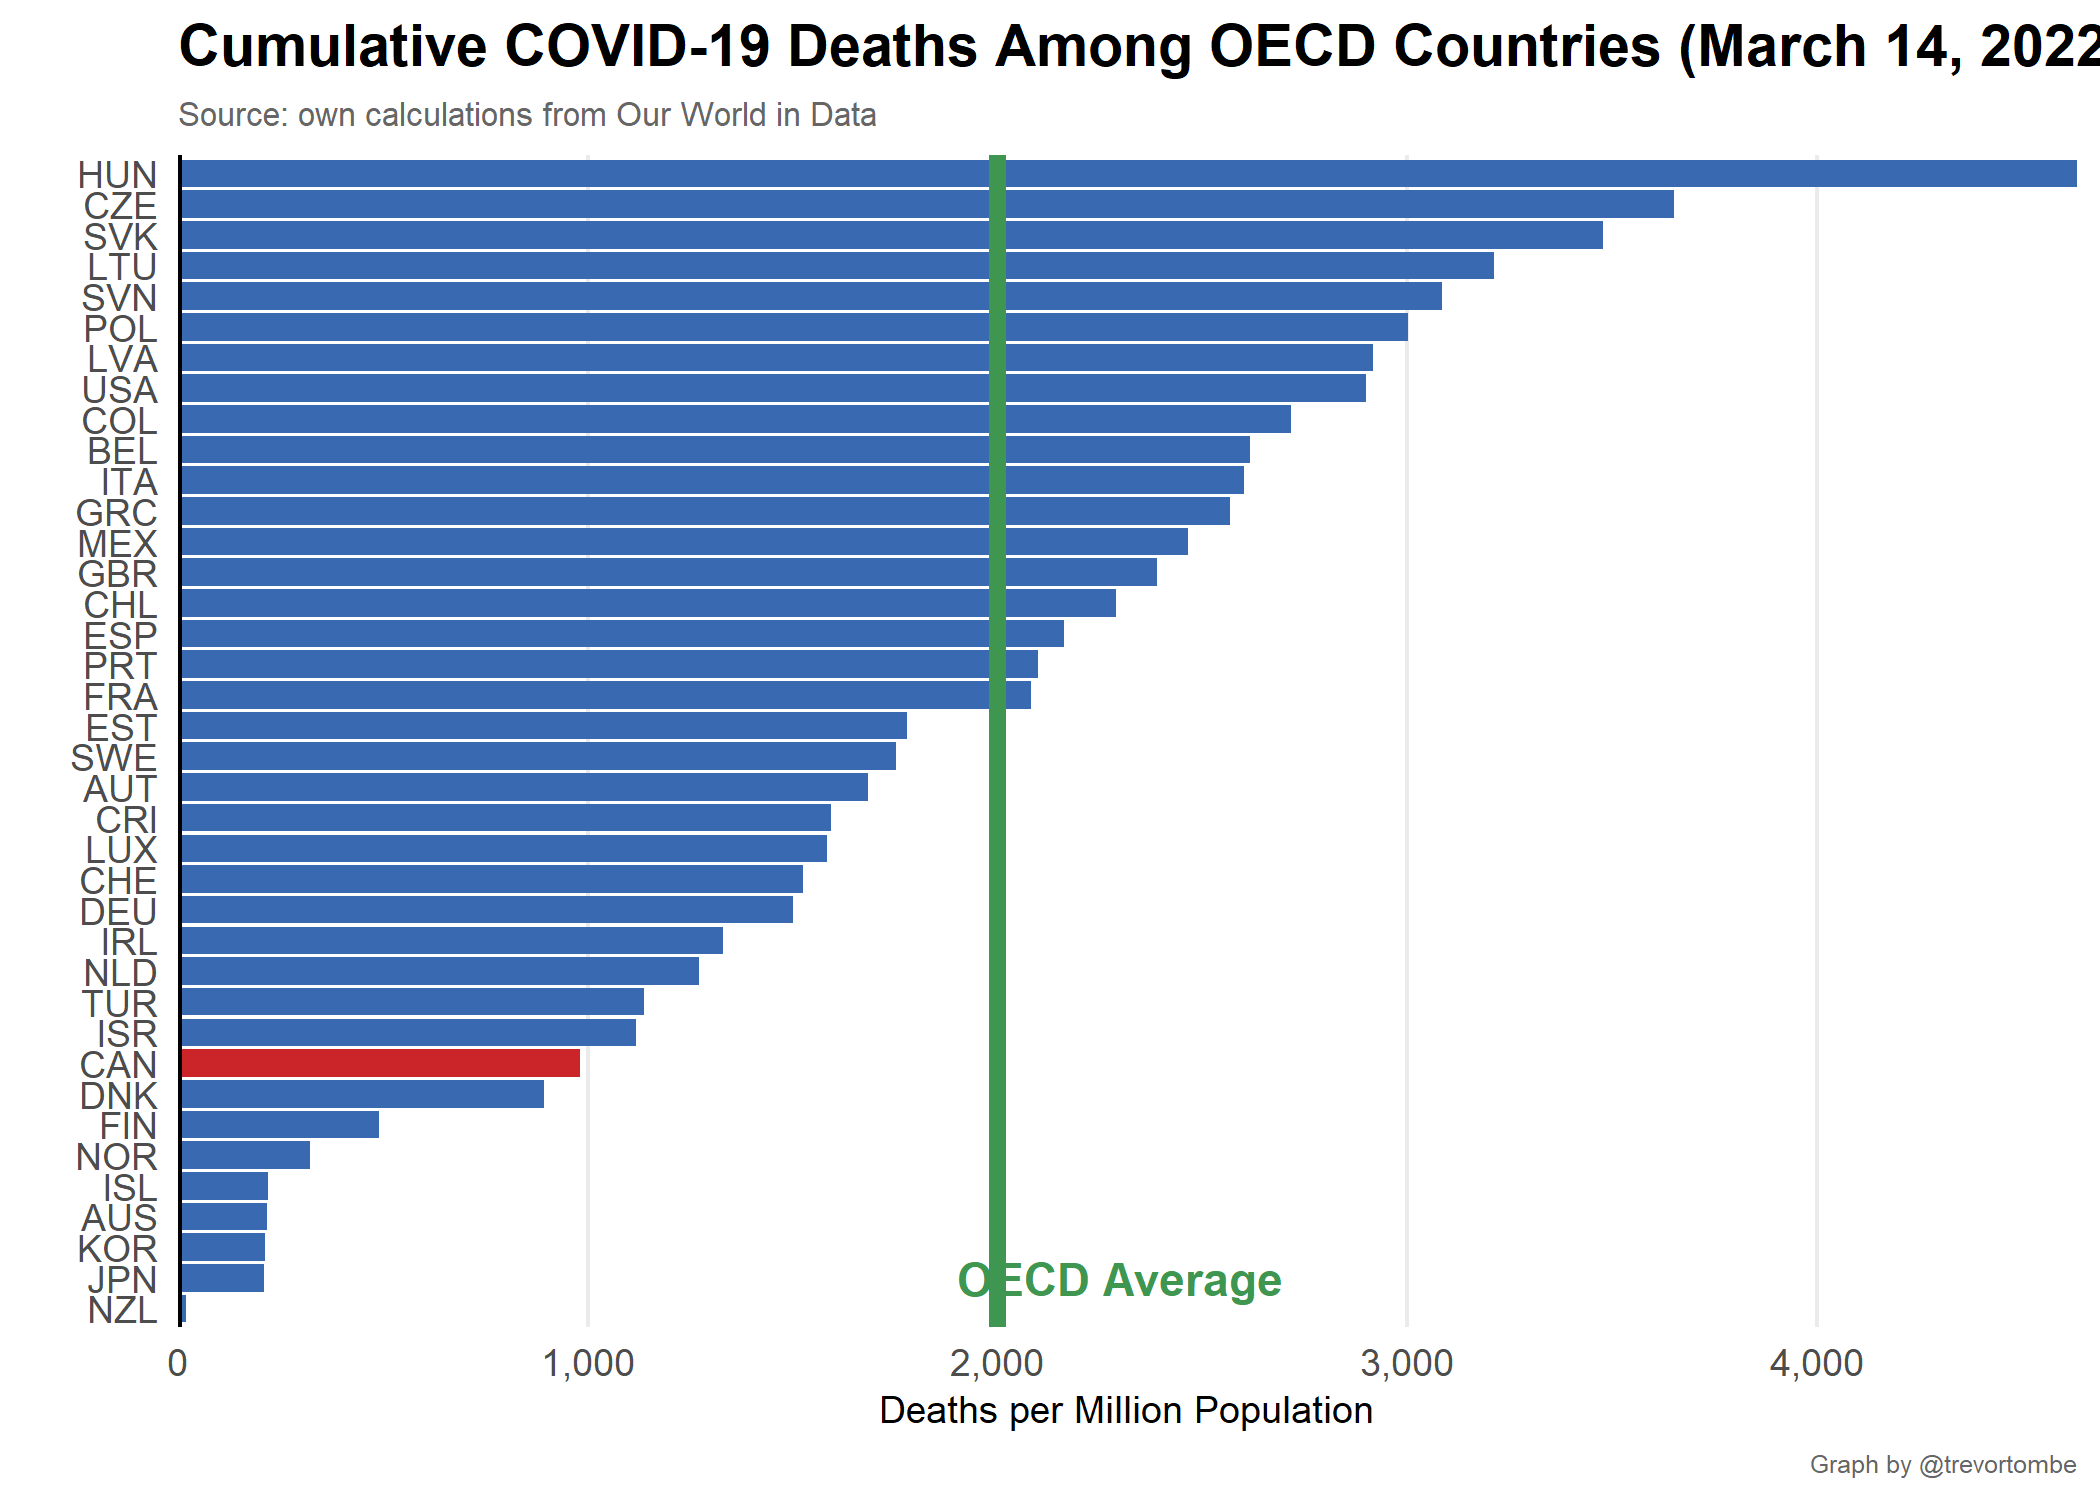 Cumulative COVID-19 Deaths Among OECD Countries (March 14, 2022
Source: own calculations from Our World in Data
HUN
CZE
SVK
LTU
SVN
POL
LVA
USA
COL
BEL
ITA
GRC
MEX
GBR
CHL
ESP
PRT
FRA
EST
SWE
AUT
CRI
LUX
CHE
DEU
IRL
NLD
TUR
ISR
CAN
DNK
FIN
NOR
ISL
AUS
KOR
JPN
OECD Average
NZL
0 1,000 2,000 3,000 4,000
Deaths per Million Population
Graph by @trevortombe